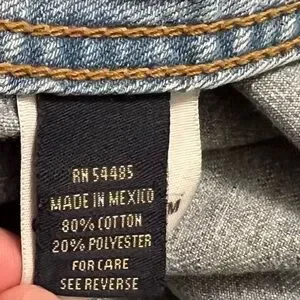 RN 54485
MADE IN MEXICO
80% COTTON
20% POLYESTER
FOR CARE
SEE REVERSE
M